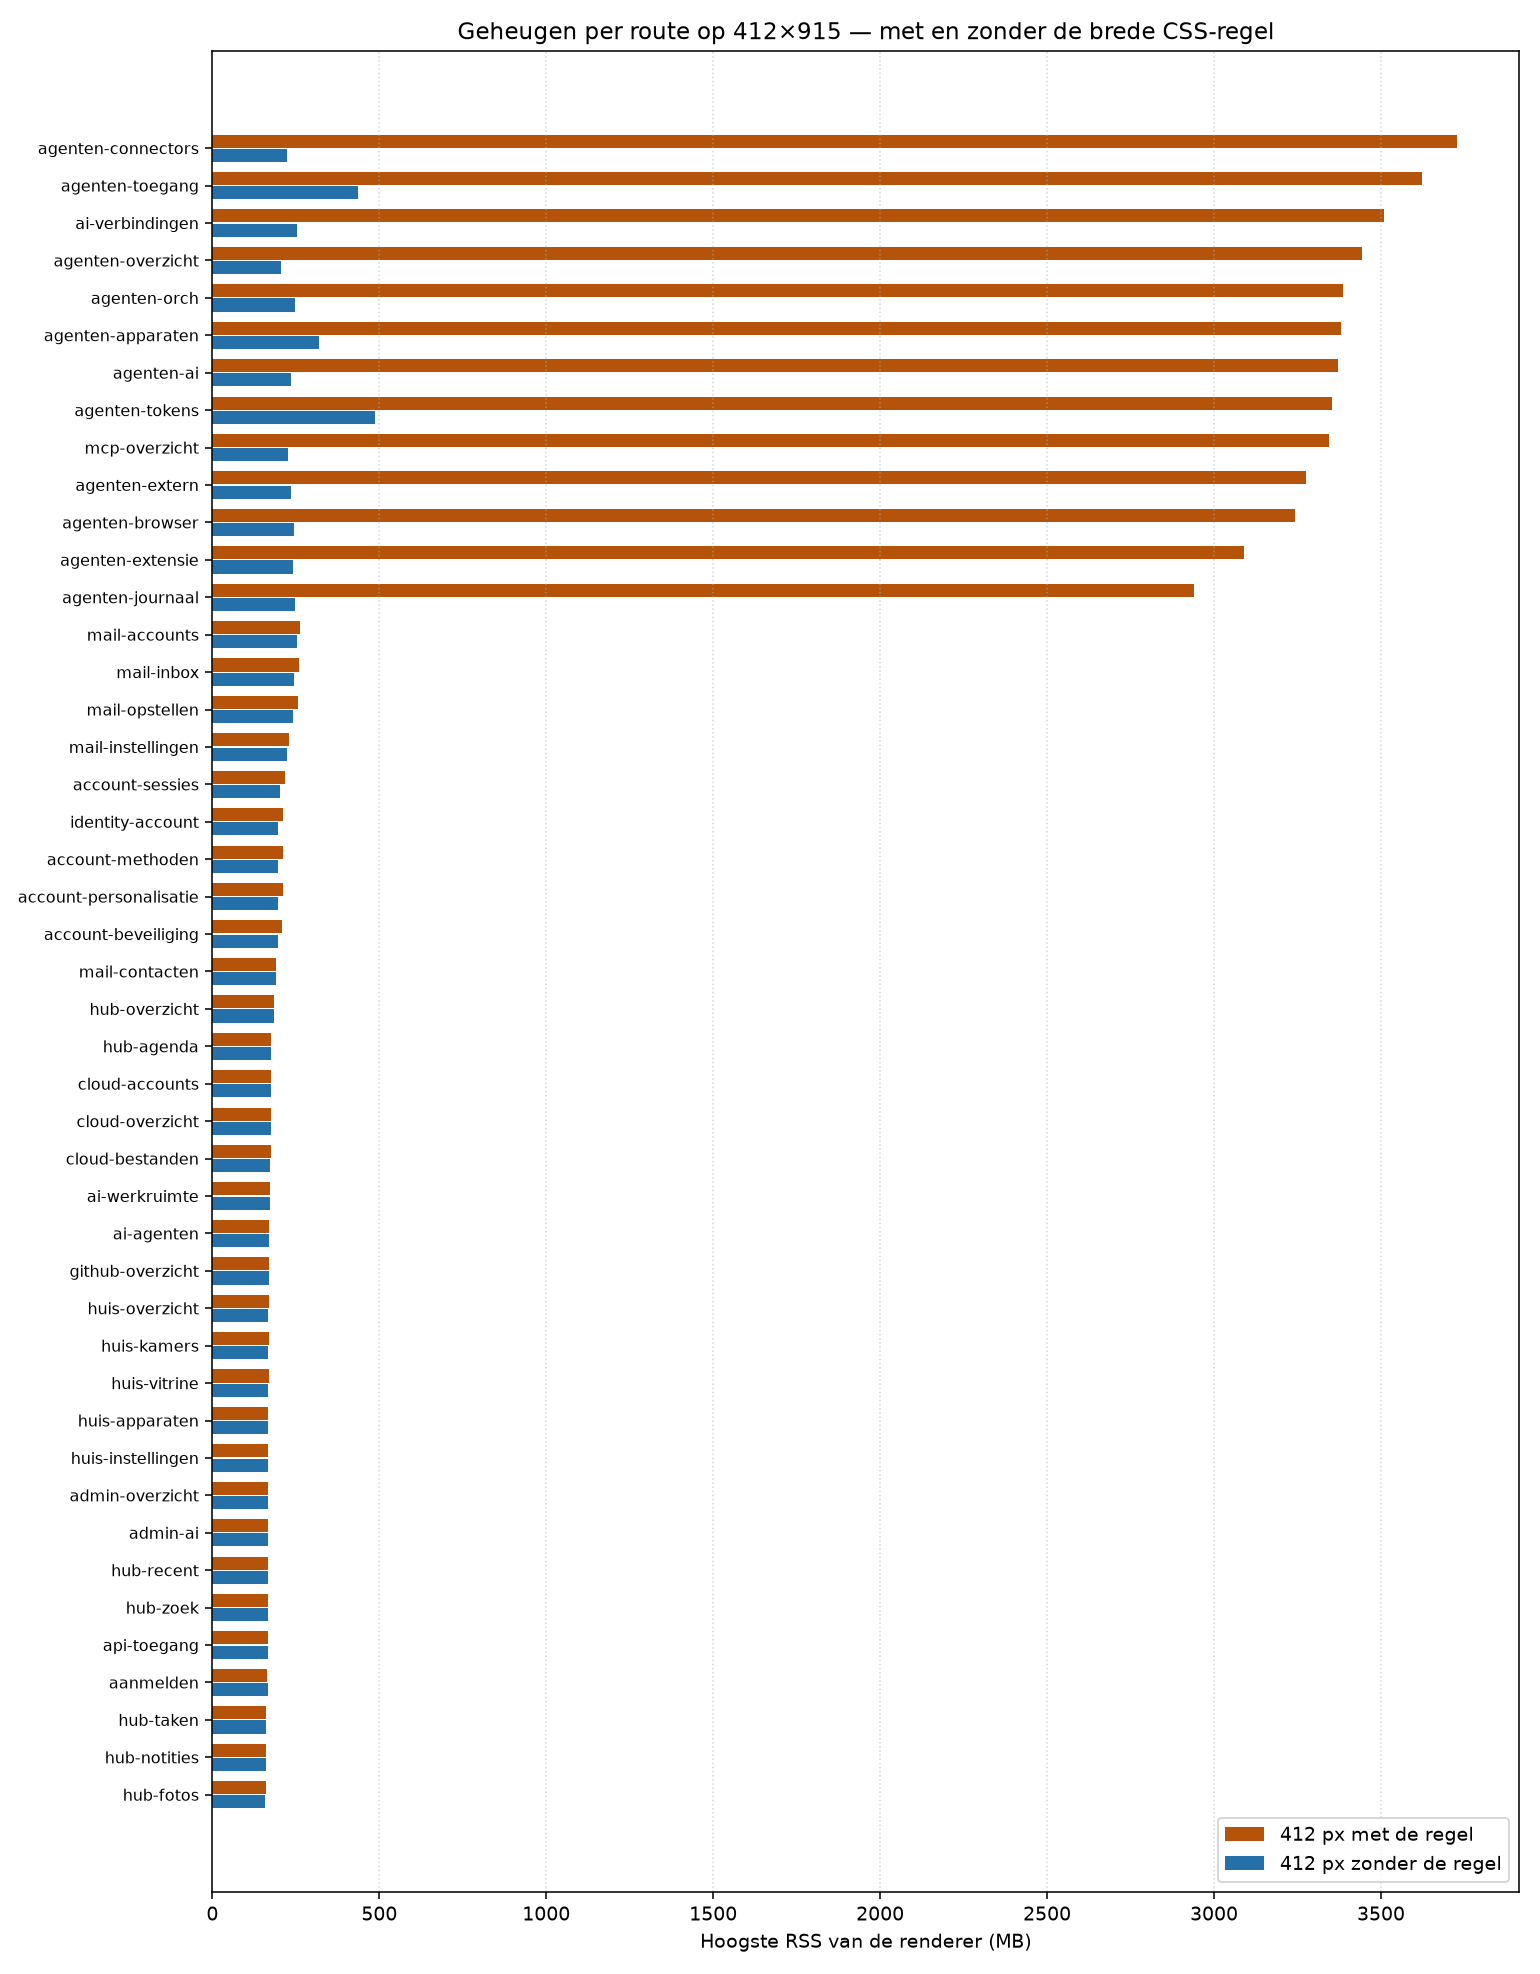 Geheugen per route op 412×915 — met en zonder de brede CSS-regel
agenten-connectors
agenten-toegang
ai-verbindingen
agenten-overzicht
agenten-orch
agenten-apparaten
agenten-ai
agenten-tokens
mcp-overzicht
agenten-extern
agenten-browser
agenten-extensie
agenten-journaal
mail-accounts
mail-inbox
mail-opstellen
mail-instellingen
account-sessies
identity-account
account-methoden
account-personalisatie
account-beveiliging
mail-contacten
hub-overzicht
hub-agenda
cloud-accounts
cloud-overzicht
cloud-bestanden
ai-werkruimte
ai-agenten
github-overzicht
huis-overzicht
huis-kamers
huis-vitrine
huis-apparaten
huis-instellingen
admin-overzicht
admin-ai
hub-recent
hub-zoek
api-toegang
aanmelden
hub-taken
hub-notities
hub-fotos
412 px met de regel
412 px zonder de regel
0 500 1000 1500 2000 2500 3000 3500
Hoogste RSS van de renderer (MB)